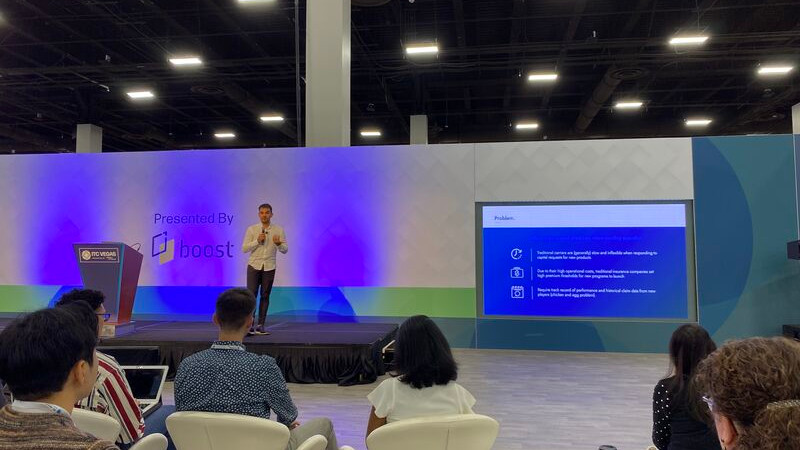 Presented By
boost
ITC VEGAS
Problem.
Traditional carriers are (generally) slow and inflexible when responding to
capital requests for new products
Due to their high operational costs, traditional insurance companies set
high premium thresholds for new programs to launch
Require track record of performance and historical claim data from new
players (chicken and egg problem).